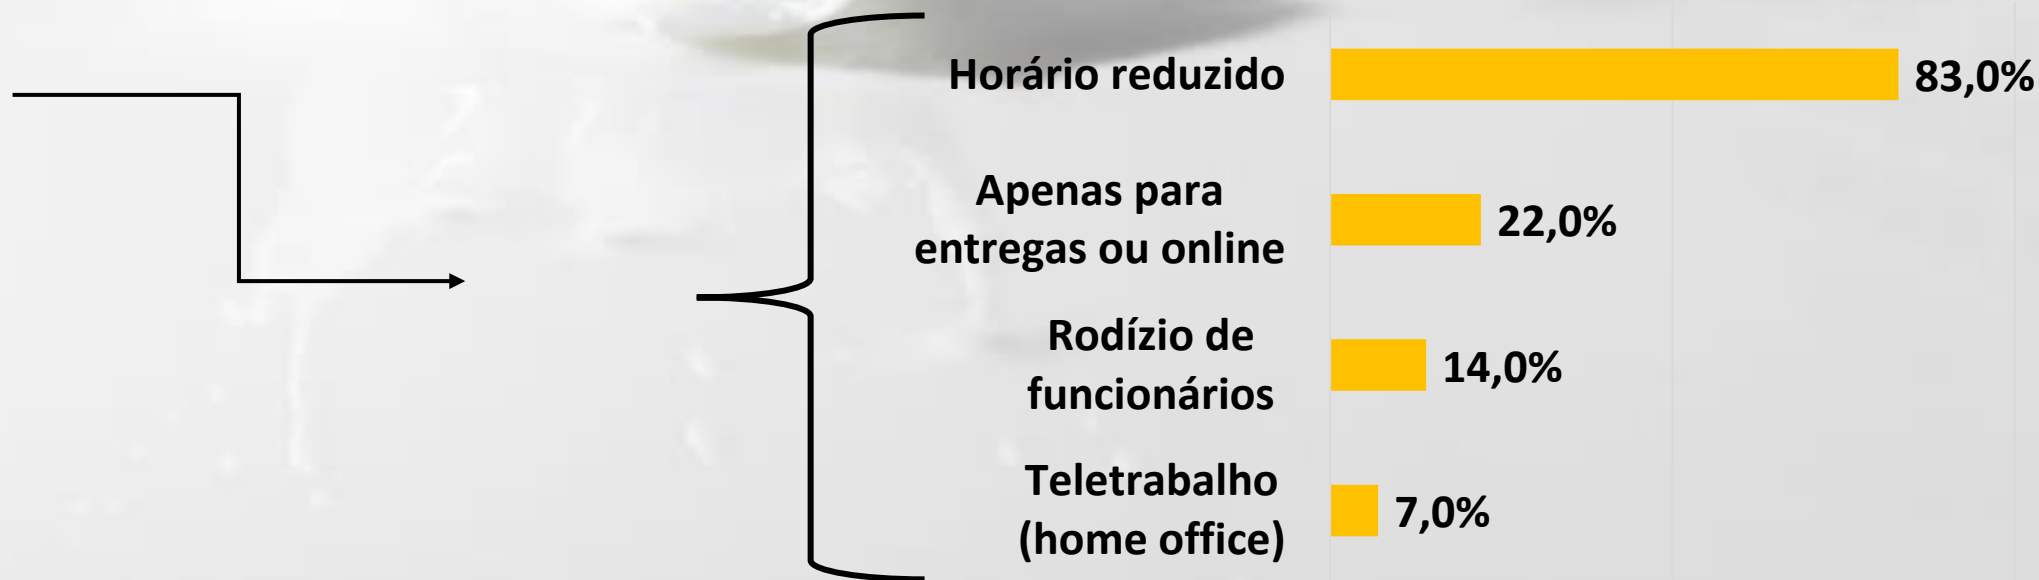 Horário reduzido
83,0%
Apenas para
entregas ou online
22,0%
Rodízio de
funcionários
14,0%
Teletrabalho
(home office)
7,0%